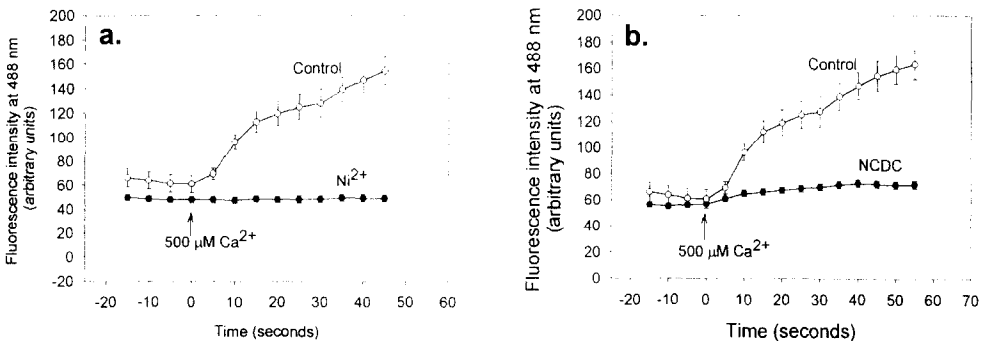 a.
Fluorescence intensity at 488 nm
(arbitrary units)
200
180
160
140
120
100
80
60
40
20
0
-20
Control
Ni2+
500 µM Ca2+
-20 -10 0 10 20 30 40 50 60
Time (seconds)
b.
Fluorescence intensity at 488 nm
(arbitrary units)
200
180
160
140
120
100
80
60
40
20
0
Control
NCDC
500 µM Ca2+
-20 -10 0 10 20 30 40 50 60 70
Time (seconds)